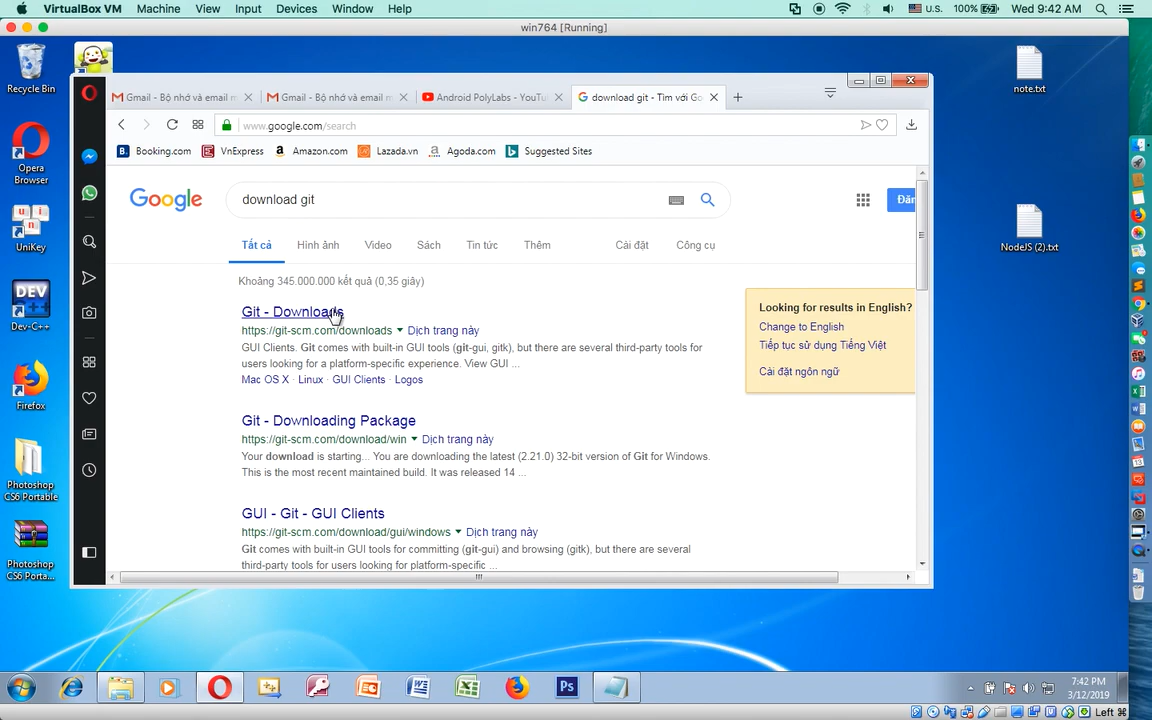 VirtualBox VM Machine View Input Devices Window Help
U.S. 100% Wed 9:42 AM
win764 [Running]
Recycle Bin
note.txt
Gmail - Bộ nhớ và email m
Gmail - Bộ nhớ và email m
Android PolyLabs - YouTu
download git - Tìm với Go
www.google.com/search
Booking.com VnExpress Amazon.com Lazada.vn Agoda.com Suggested Sites
Opera Browser
Google
download git
Đăn
UniKey
NodeJS (2).txt
Tất cả Hình ảnh Video Sách Tin tức Thêm Cài đặt Công cụ
Khoảng 345.000.000 kết quả (0,35 giây)
DEV
Dev-C++
Git - Downloads
https://git-scm.com/downloads Dịch trang này
GUI Clients. Git comes with built-in GUI tools (git-gui, gitk), but there are several third-party tools for
users looking for a platform-specific experience. View GUI ...
Mac OS X · Linux · GUI Clients · Logos
Looking for results in English?
Change to English
Tiếp tục sử dụng Tiếng Việt
Cài đặt ngôn ngữ
Firefox
Git - Downloading Package
https://git-scm.com/download/win Dịch trang này
Your download is starting... You are downloading the latest (2.21.0) 32-bit version of Git for Windows.
This is the most recent maintained build. It was released 14 ...
Photoshop
CS6 Portable
GUI - Git - GUI Clients
https://git-scm.com/download/gui/windows Dịch trang này
Git comes with built-in GUI tools for committing (git-gui) and browsing (gitk), but there are several
third-party tools for users looking for platform-specific ...
Photoshop
CS6 Porta...
Ps
7:42 PM
3/12/2019
Left ⌘